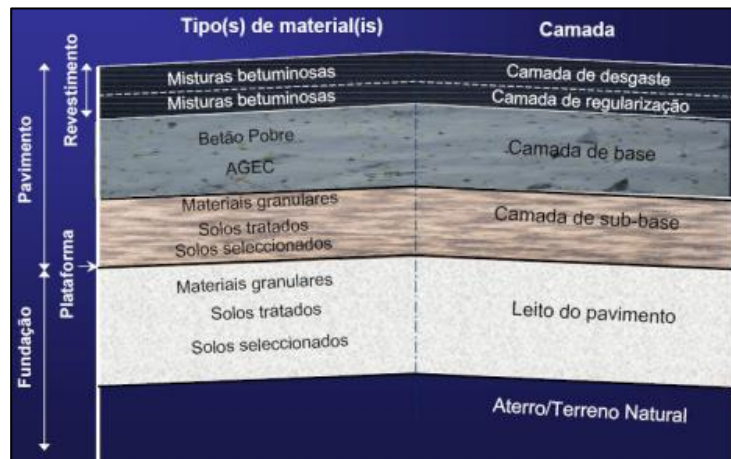 Tipo(s) de material(is)
Camada
Revestimento
Pavimento
Plataforma
Fundação
Misturas betuminosas
Camada de desgaste
Misturas betuminosas
Camada de regularização
Betão Pobre
AGEC
Camada de base
Materiais granulares
Solos tratados
Solos seleccionados
Camada de sub-base
Materiais granulares
Solos tratados
Solos seleccionados
Leito do pavimento
Aterro/Terreno Natural